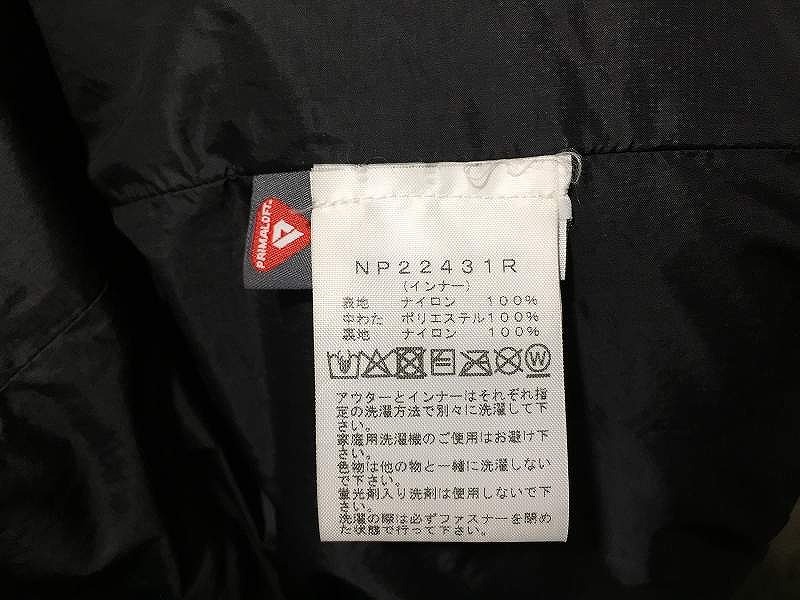 PRIMALOFT
NP22431R
(インナー)
表地 ナイロン 100%
中わた ポリエステル100%
裏地 ナイロン 100%
W
アウターとインナーはそれぞれ指
定の洗濯方法で別々に洗濯して下
さい。
家庭用洗濯機のご使用はお避け下
さい。
色物は他の物と一緒に洗濯しない
で下さい。
蛍光剤入り洗剤は使用しないで下
さい。
洗濯の際は必ずファスナーを閉め
た状態で行って下さい。